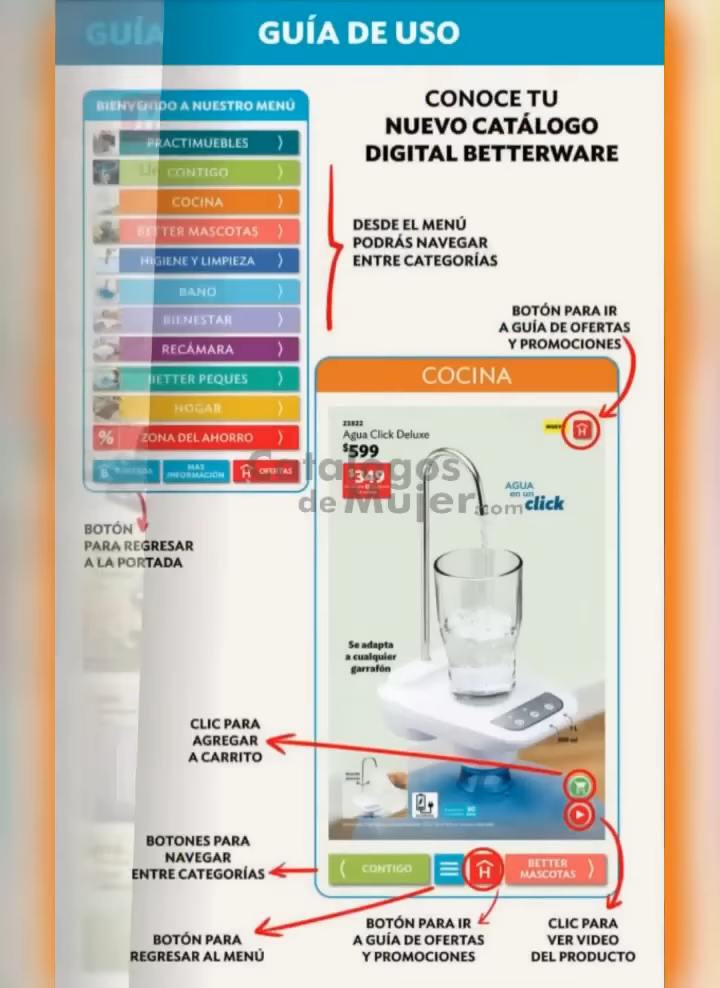 GUÍA
GUÍA DE USO
BIENVENIDO A NUESTRO MENÚ
PRACTIMUEBLES
CONTIGO
COCINA
BETTER MASCOTAS
HIGIENE Y LIMPIEZA
BAÑO
BIENESTAR
RECÁMARA
BETTER PEQUES
HOGAR
% ZONA DEL AHORRO
PORTADA
MAS
INFORMACIÓN
H OFERTAS
BOTÓN
PARA REGRESAR
A LA PORTADA
CONOCE TU
NUEVO CATÁLOGO
DIGITAL BETTERWARE
DESDE EL MENÚ
PODRÁS NAVEGAR
ENTRE CATEGORÍAS
BOTÓN PARA IR
A GUÍA DE OFERTAS
Y PROMOCIONES
COCINA
23822
Agua Click Deluxe
$599
$349
NUEVO
H
Catálogos
de Mujer.com
AGUA
en un
click
Se adapta
a cualquier
garrafón
1 L
CLIC PARA
AGREGAR
A CARRITO
BOTONES PARA
NAVEGAR
ENTRE CATEGORÍAS
CONTIGO
H
BETTER
MASCOTAS
BOTÓN PARA
REGRESAR AL MENÚ
BOTÓN PARA IR
A GUÍA DE OFERTAS
Y PROMOCIONES
CLIC PARA
VER VIDEO
DEL PRODUCTO